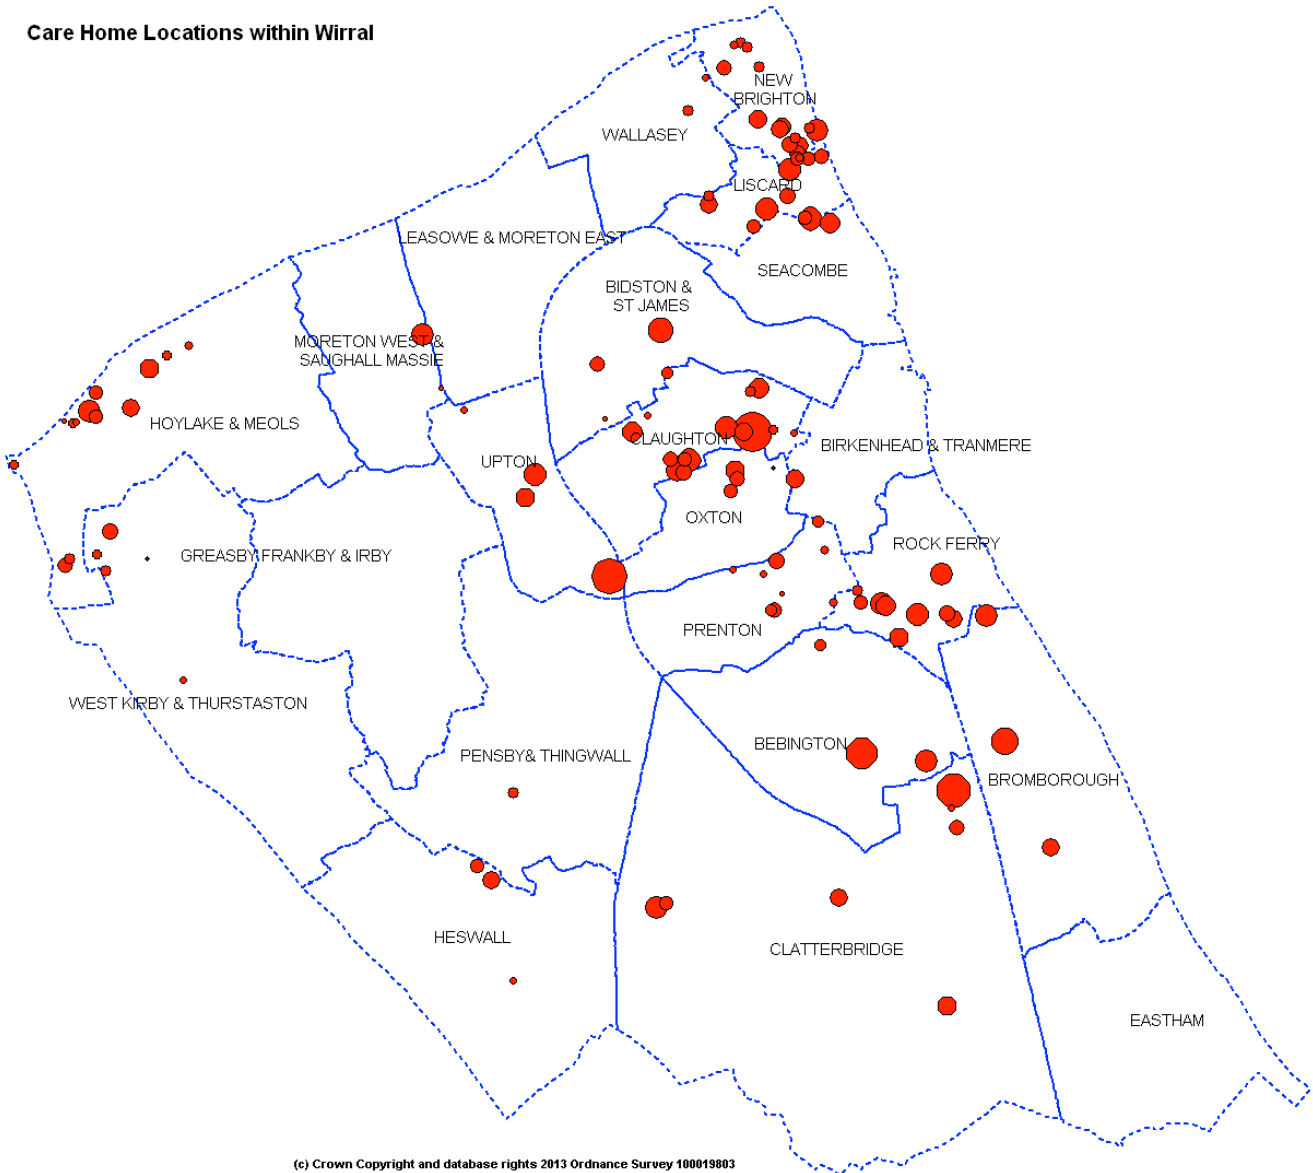 Care Home Locations within Wirral
NEW
BRIGHTON
WALLASEY
LISCARD
LEASOWE & MORETON EAST
SEACOMBE
BIDSTON &
ST JAMES
MORETON WEST &
SAUGHALL MASSIE
HOYLAKE & MEOLS
CLAUGHTON
BIRKENHEAD & TRANMERE
UPTON
OXTON
ROCK FERRY
GREASBY FRANKBY & IRBY
PRENTON
WEST KIRBY & THURSTASTON
BEBINGTON
PENSBY& THINGWALL
BROMBOROUGH
HESWALL
CLATTERBRIDGE
EASTHAM
(c) Crown Copyright and database rights 2013 Ordnance Survey 100019803